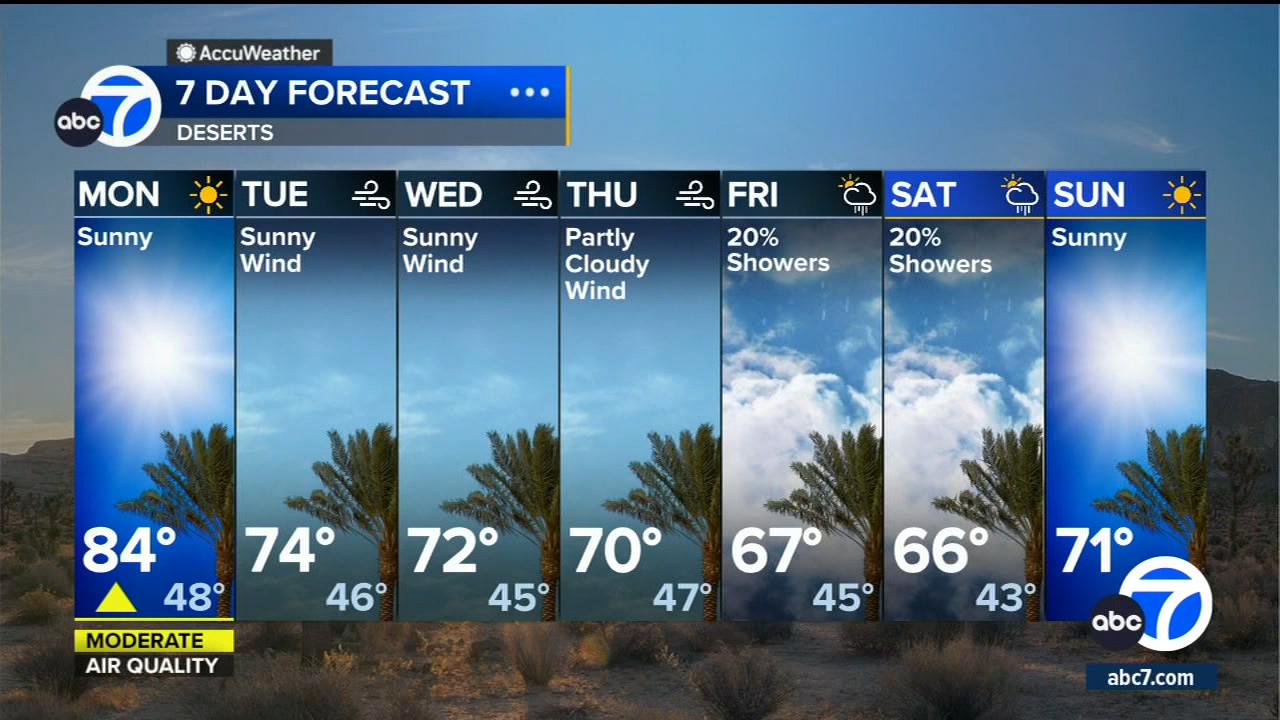 AccuWeather
7 DAY FORECAST
abc 7
DESERTS
MON
Sunny
84°
48°
TUE
Sunny
Wind
74°
46°
WED
Sunny
Wind
72°
45°
THU
Partly
Cloudy
Wind
70°
47°
FRI
20%
Showers
67°
45°
SAT
20%
Showers
66°
43°
SUN
Sunny
71°
MODERATE
AIR QUALITY
abc 7
abc7.com